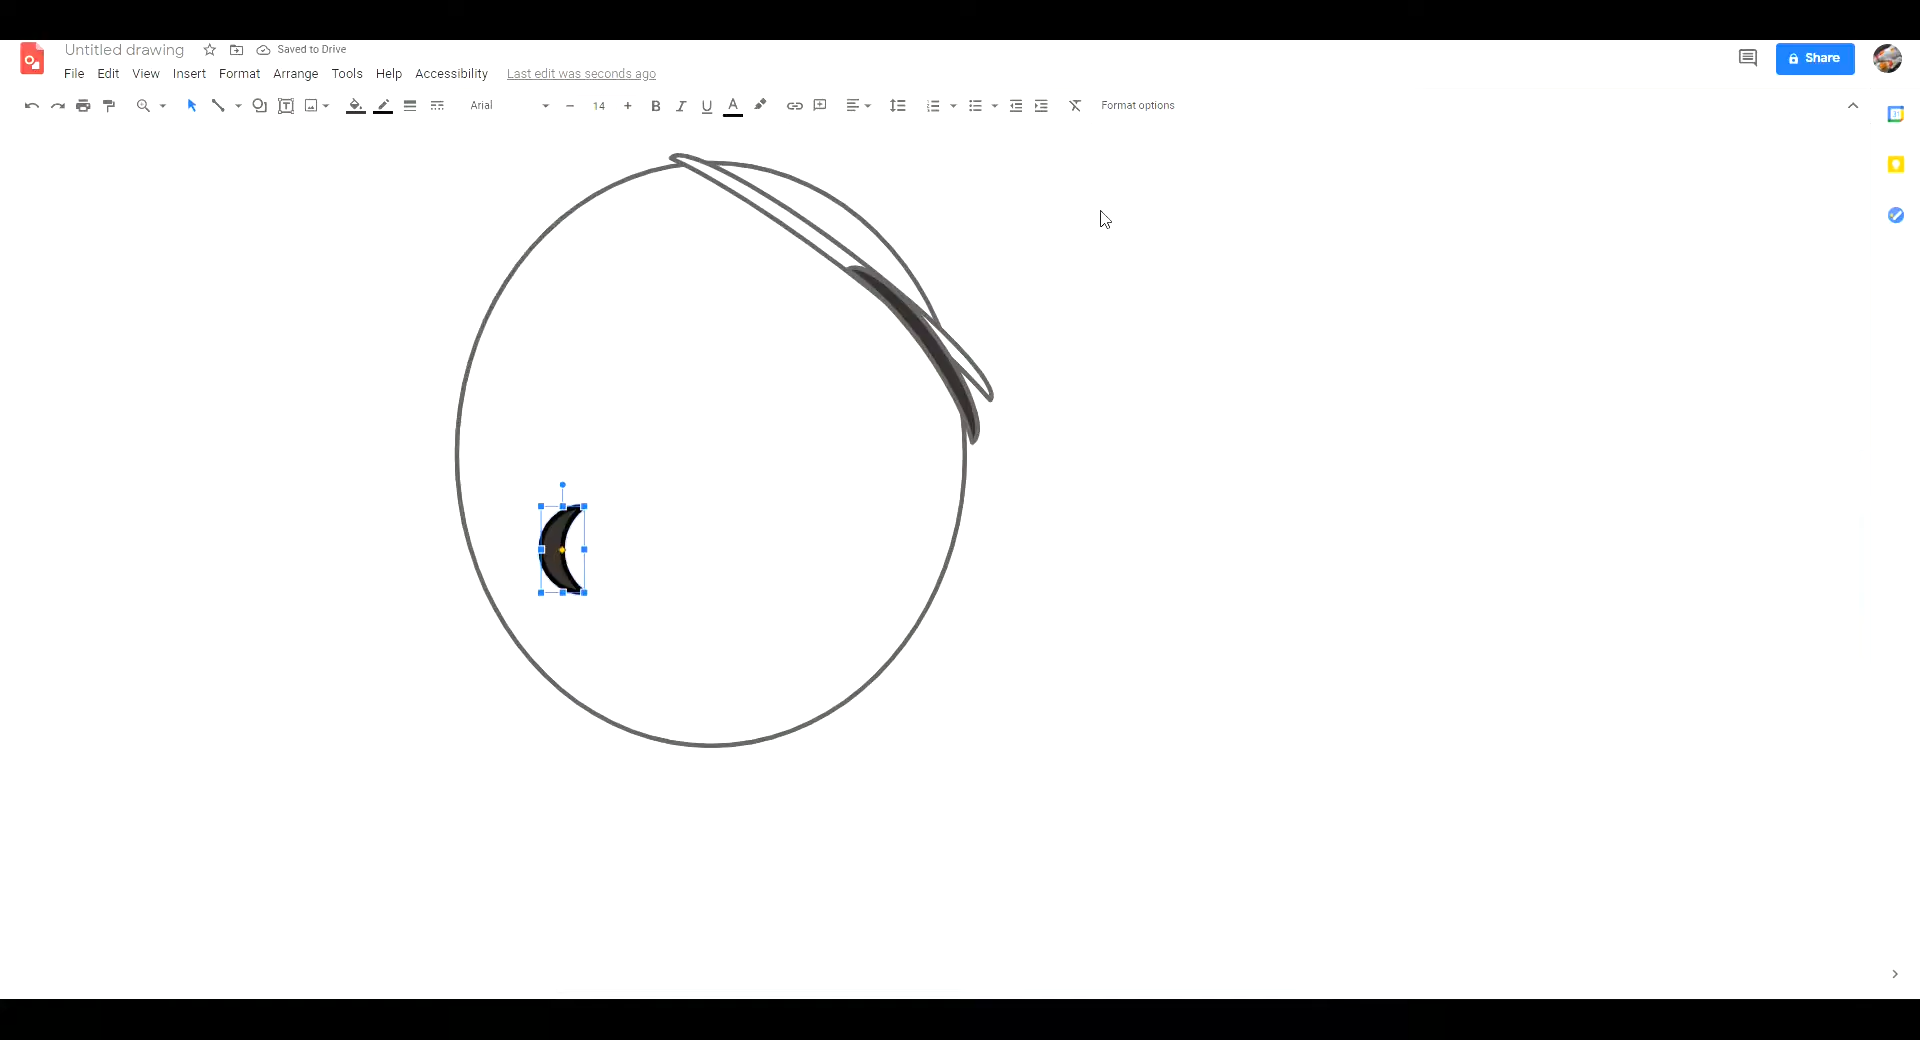 Untitled drawing Saved to Drive
File Edit View Insert Format Arrange Tools Help Accessibility Last edit was seconds ago
Share
Arial 14 B I U A Format options
31